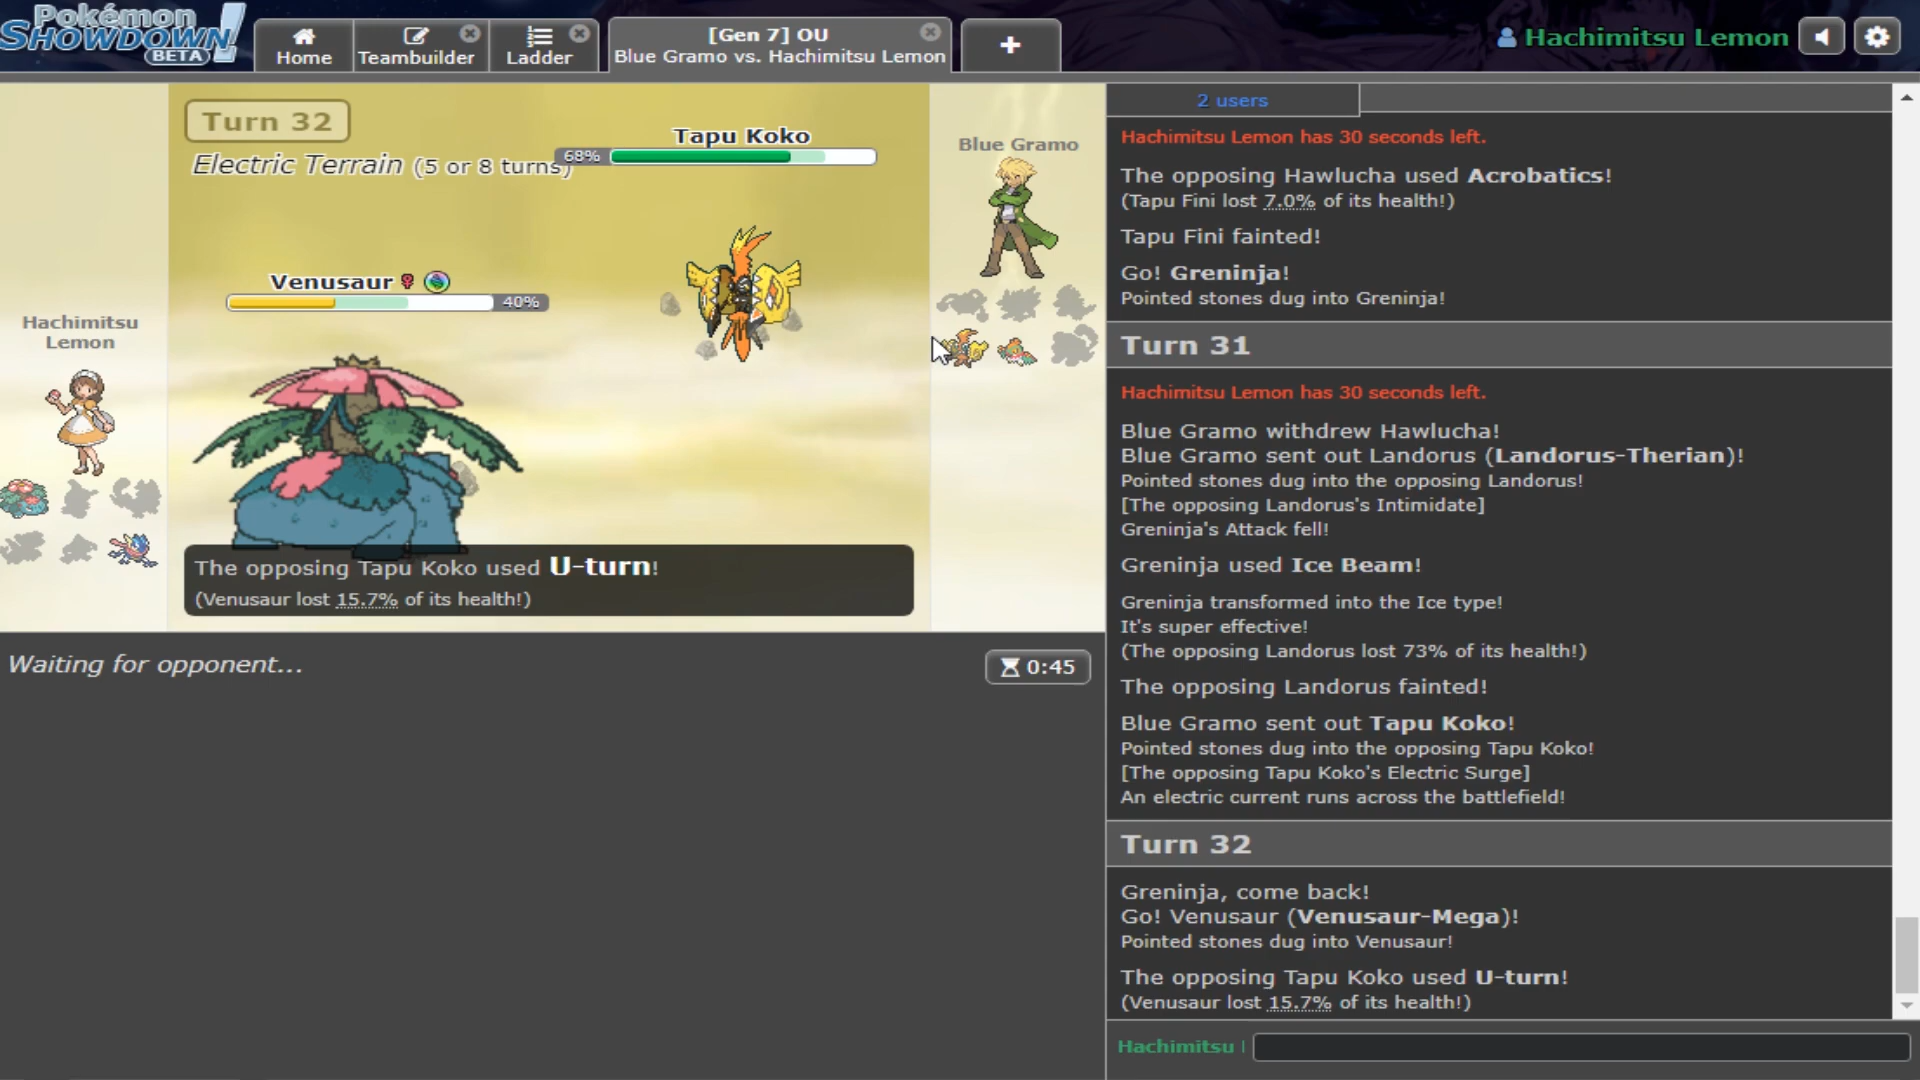 Pokémon
SHOWDOWN!
BETA
Home
Teambuilder
Ladder
[Gen 7] OU
Blue Gramo vs. Hachimitsu Lemon
+
Hachimitsu Lemon
Turn 32
Electric Terrain (5 or 8 turns)
Tapu Koko
68%
Venusaur ♀
40%
Hachimitsu
Lemon
Blue Gramo
The opposing Tapu Koko used U-turn!
(Venusaur lost 15.7% of its health!)
Waiting for opponent...
0:45
2 users
Hachimitsu Lemon has 30 seconds left.
The opposing Hawlucha used Acrobatics!
(Tapu Fini lost 7.0% of its health!)
Tapu Fini fainted!
Go! Greninja!
Pointed stones dug into Greninja!
Turn 31
Hachimitsu Lemon has 30 seconds left.
Blue Gramo withdrew Hawlucha!
Blue Gramo sent out Landorus (Landorus-Therian)!
Pointed stones dug into the opposing Landorus!
[The opposing Landorus's Intimidate]
Greninja's Attack fell!
Greninja used Ice Beam!
Greninja transformed into the Ice type!
It's super effective!
(The opposing Landorus lost 73% of its health!)
The opposing Landorus fainted!
Blue Gramo sent out Tapu Koko!
Pointed stones dug into the opposing Tapu Koko!
[The opposing Tapu Koko's Electric Surge]
An electric current runs across the battlefield!
Turn 32
Greninja, come back!
Go! Venusaur (Venusaur-Mega)!
Pointed stones dug into Venusaur!
The opposing Tapu Koko used U-turn!
(Venusaur lost 15.7% of its health!)
Hachimitsu